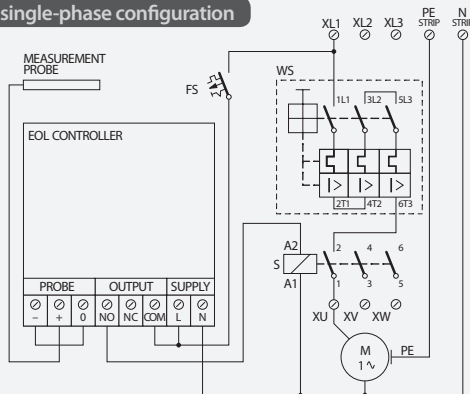 single-phase configuration
XL1 XL2 XL3
PE
STRIP
MEASUREMENT
PROBE
FS
WS
1L1 3L2 5L3
EOL CONTROLLER
I> I> I>
2T1 4T2 6T3
A2
S
A1
2 4 6
1 3 5
PROBE OUTPUT SUPPLY
– + 0 NO NC COM L N
XU XV XW
M
1∿
PE
N